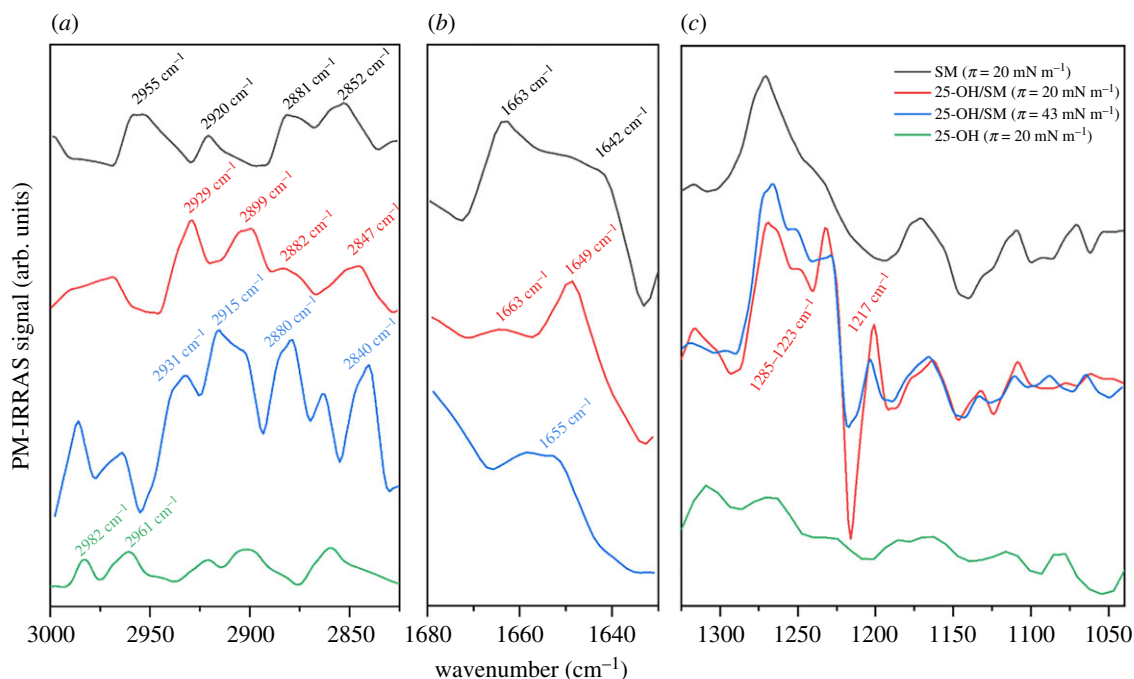 (a)
(b)
(c)
PM-IRRAS signal (arb. units)
2955 cm⁻¹
2920 cm⁻¹
2881 cm⁻¹
2852 cm⁻¹
2929 cm⁻¹
2899 cm⁻¹
2882 cm⁻¹
2847 cm⁻¹
2931 cm⁻¹
2915 cm⁻¹
2880 cm⁻¹
2840 cm⁻¹
2982 cm⁻¹
2961 cm⁻¹
3000 2950 2900 2850
1663 cm⁻¹
1642 cm⁻¹
1663 cm⁻¹
1649 cm⁻¹
1655 cm⁻¹
1680 1660 1640
SM (π = 20 mN m⁻¹)
25-OH/SM (π = 20 mN m⁻¹)
25-OH/SM (π = 43 mN m⁻¹)
25-OH (π = 20 mN m⁻¹)
1285–1223 cm⁻¹
1217 cm⁻¹
1300 1250 1200 1150 1100 1050
wavenumber (cm⁻¹)